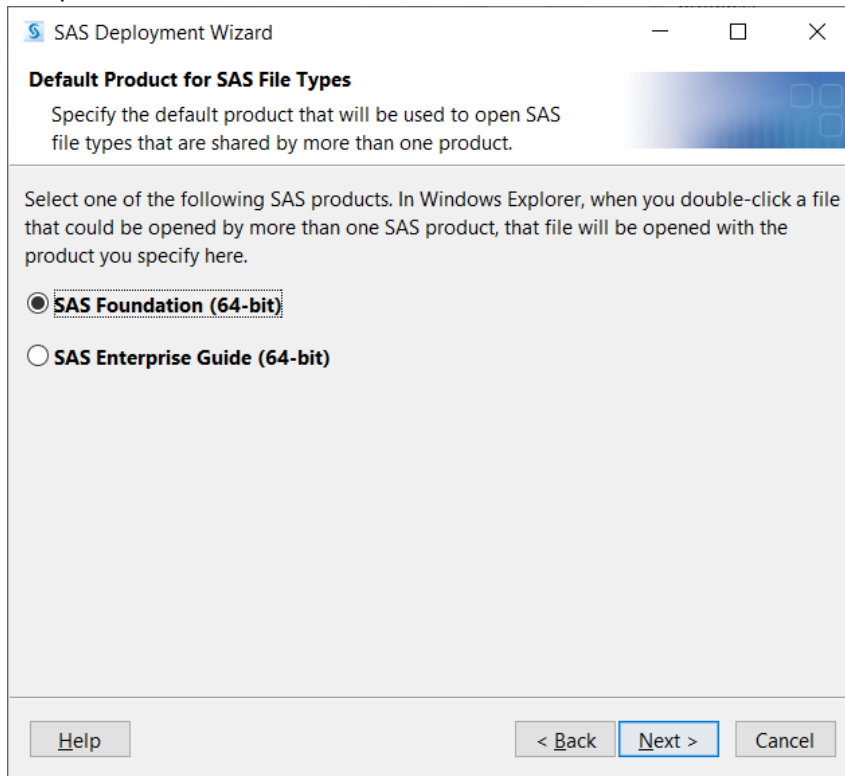 SAS Deployment Wizard
Default Product for SAS File Types
Specify the default product that will be used to open SAS
file types that are shared by more than one product.
Select one of the following SAS products. In Windows Explorer, when you double-click a file
that could be opened by more than one SAS product, that file will be opened with the
product you specify here.
SAS Foundation (64-bit)
SAS Enterprise Guide (64-bit)
Help
< Back
Next >
Cancel